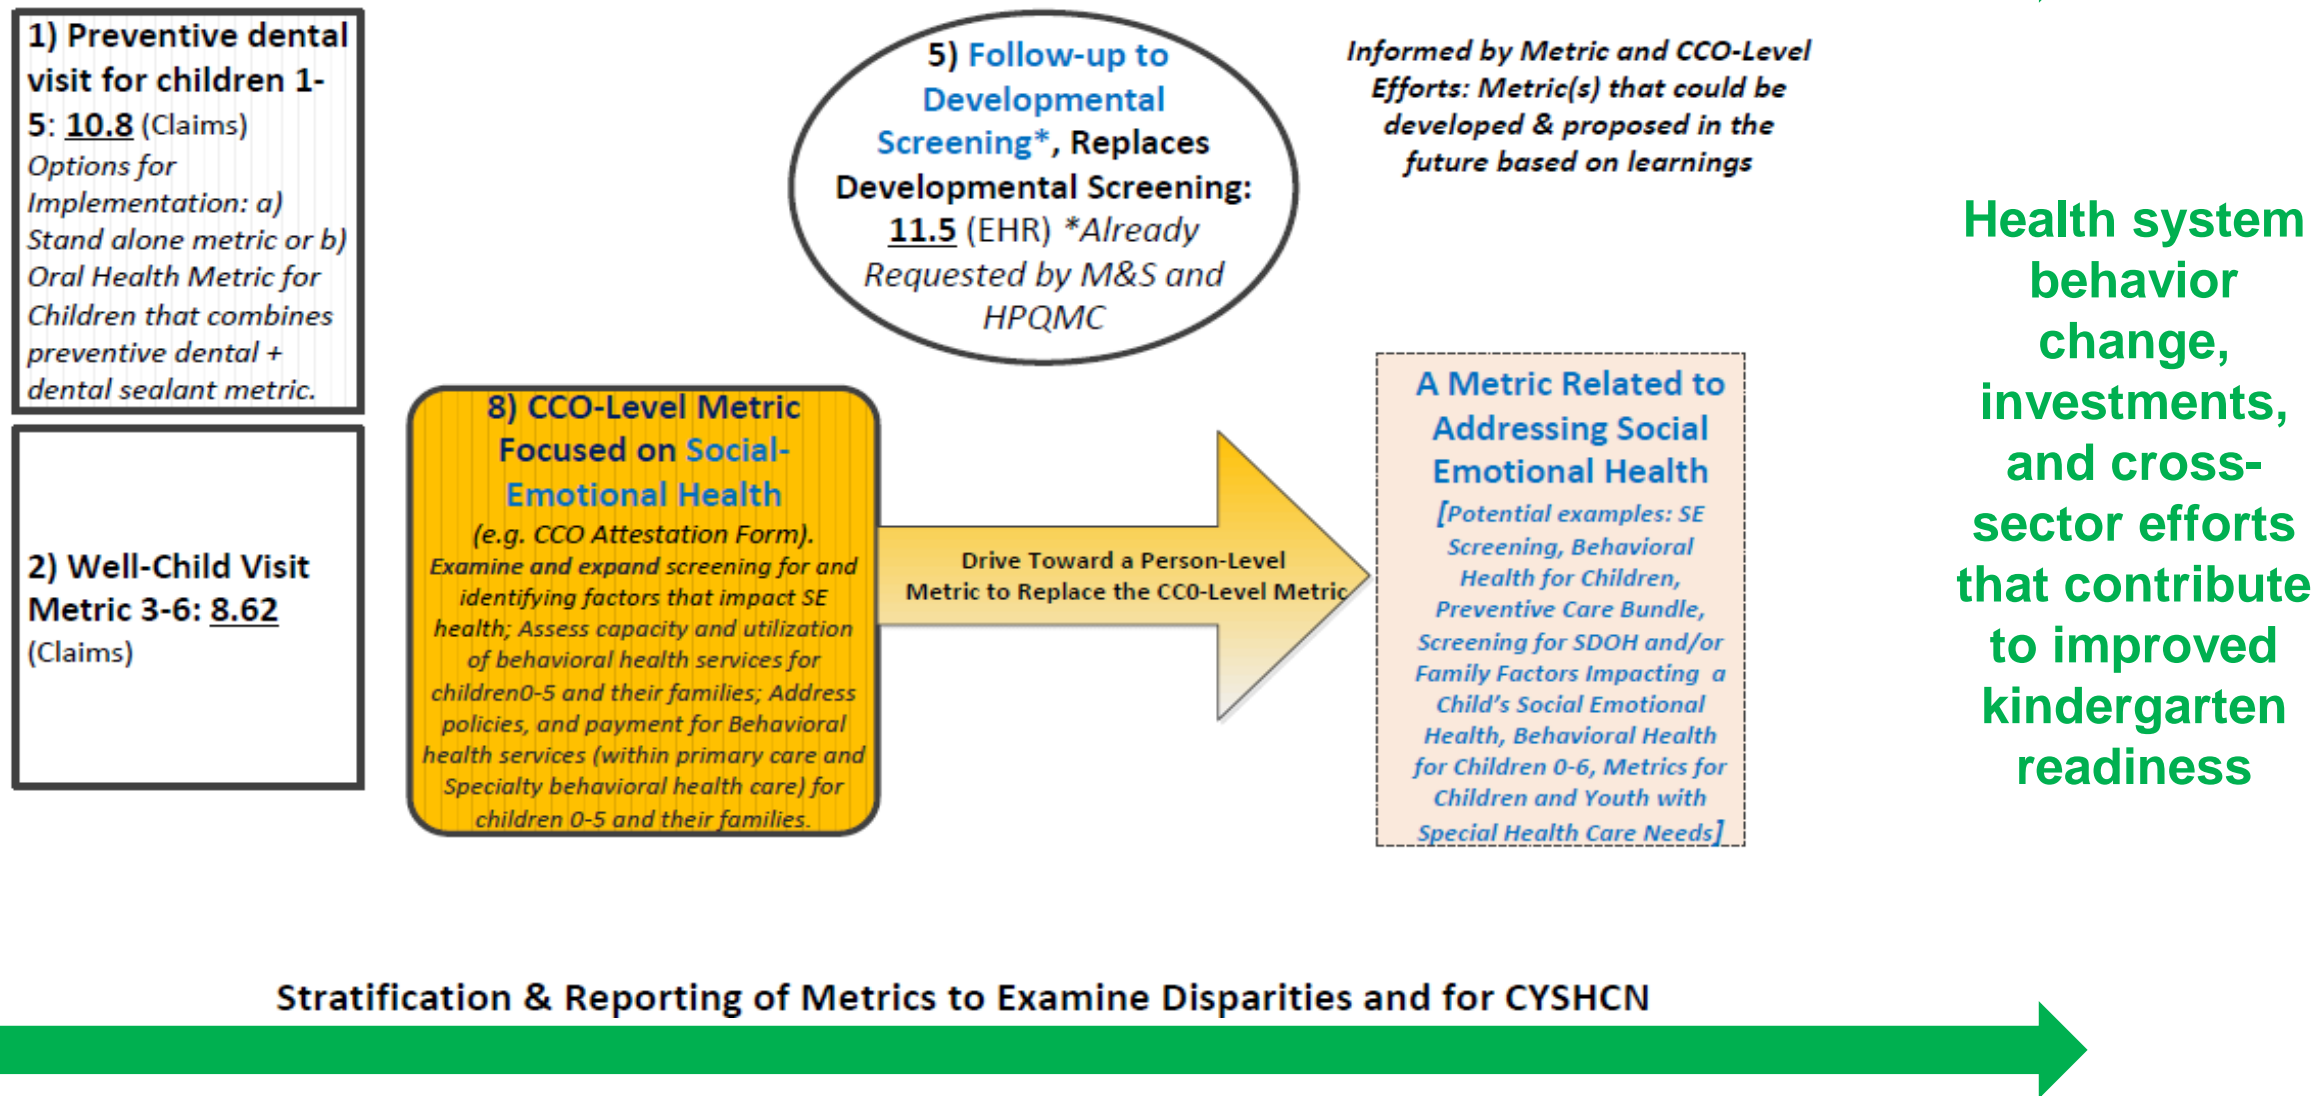 1) Preventive dental
visit for children 1-
5: 10.8 (Claims)
Options for
Implementation: a)
Stand alone metric or b)
Oral Health Metric for
Children that combines
preventive dental +
dental sealant metric.
2) Well-Child Visit
Metric 3-6: 8.62
(Claims)
8) CCO-Level Metric
Focused on Social-
Emotional Health
(e.g. CCO Attestation Form).
Examine and expand screening for and
identifying factors that impact SE
health; Assess capacity and utilization
of behavioral health services for
children0-5 and their families; Address
policies, and payment for Behavioral
health services (within primary care and
Specialty behavioral health care) for
children 0-5 and their families.
5) Follow-up to
Developmental
Screening*, Replaces
Developmental Screening:
11.5 (EHR) *Already
Requested by M&S and
HPQMC
Drive Toward a Person-Level
Metric to Replace the CC0-Level Metric
Informed by Metric and CCO-Level
Efforts: Metric(s) that could be
developed & proposed in the
future based on learnings
A Metric Related to
Addressing Social
Emotional Health
[Potential examples: SE
Screening, Behavioral
Health for Children,
Preventive Care Bundle,
Screening for SDOH and/or
Family Factors Impacting a
Child's Social Emotional
Health, Behavioral Health
for Children 0-6, Metrics for
Children and Youth with
Special Health Care Needs]
Health system
behavior
change,
investments,
and cross-
sector efforts
that contribute
to improved
kindergarten
readiness
Stratification & Reporting of Metrics to Examine Disparities and for CYSHCN